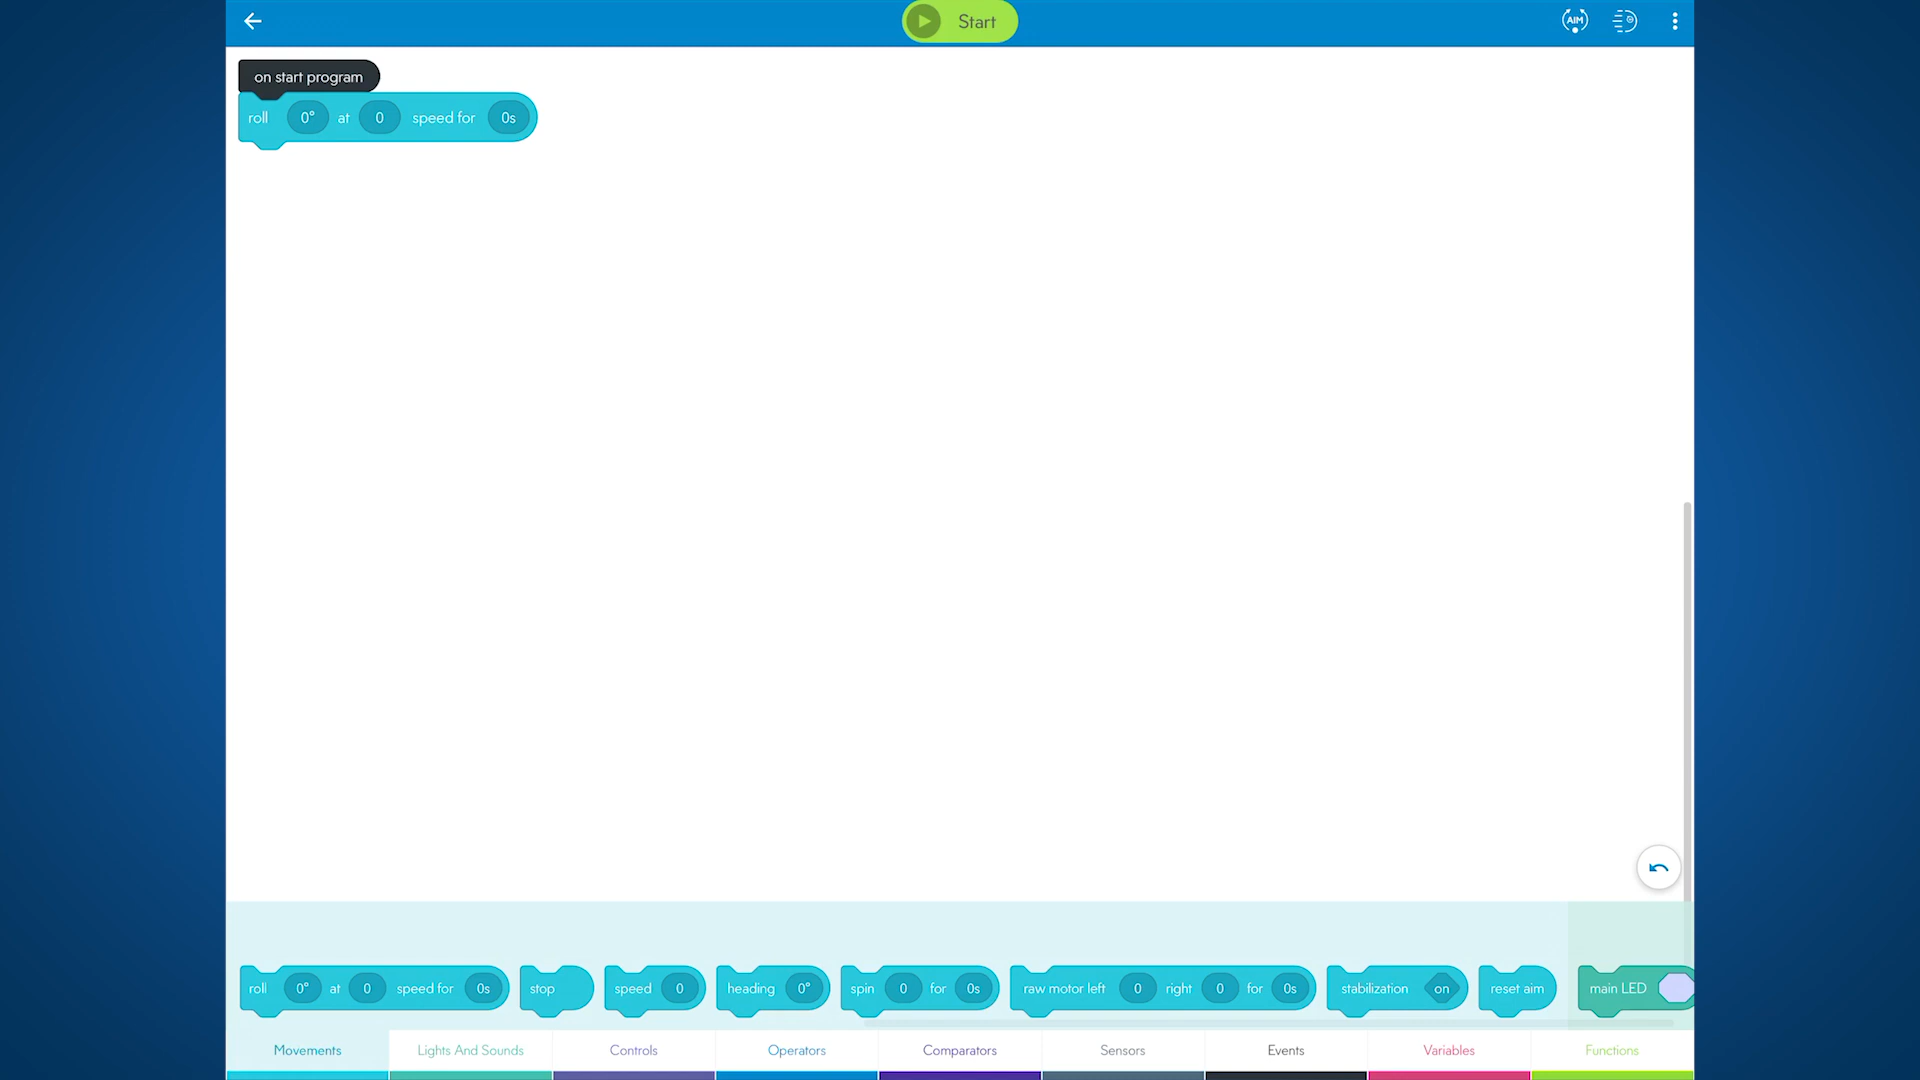 Start
AIM
on start program
roll 0° at 0 speed for 0s
roll 0° at 0 speed for 0s stop speed 0 heading 0° spin 0 for 0s raw motor left 0 right 0 for 0s stabilization on reset aim main LED
Movements Lights And Sounds Controls Operators Comparators Sensors Events Variables Functions